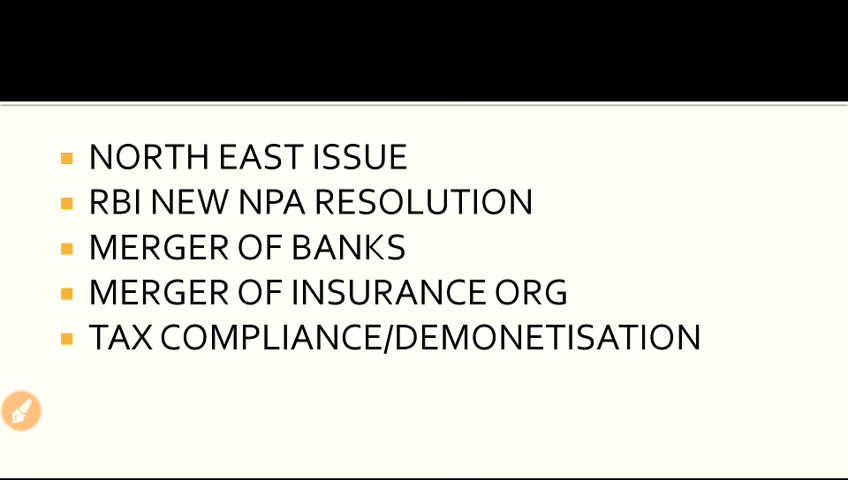 NORTH EAST ISSUE
RBI NEW NPA RESOLUTION
MERGER OF BANKS
MERGER OF INSURANCE ORG
TAX COMPLIANCE/DEMONETISATION